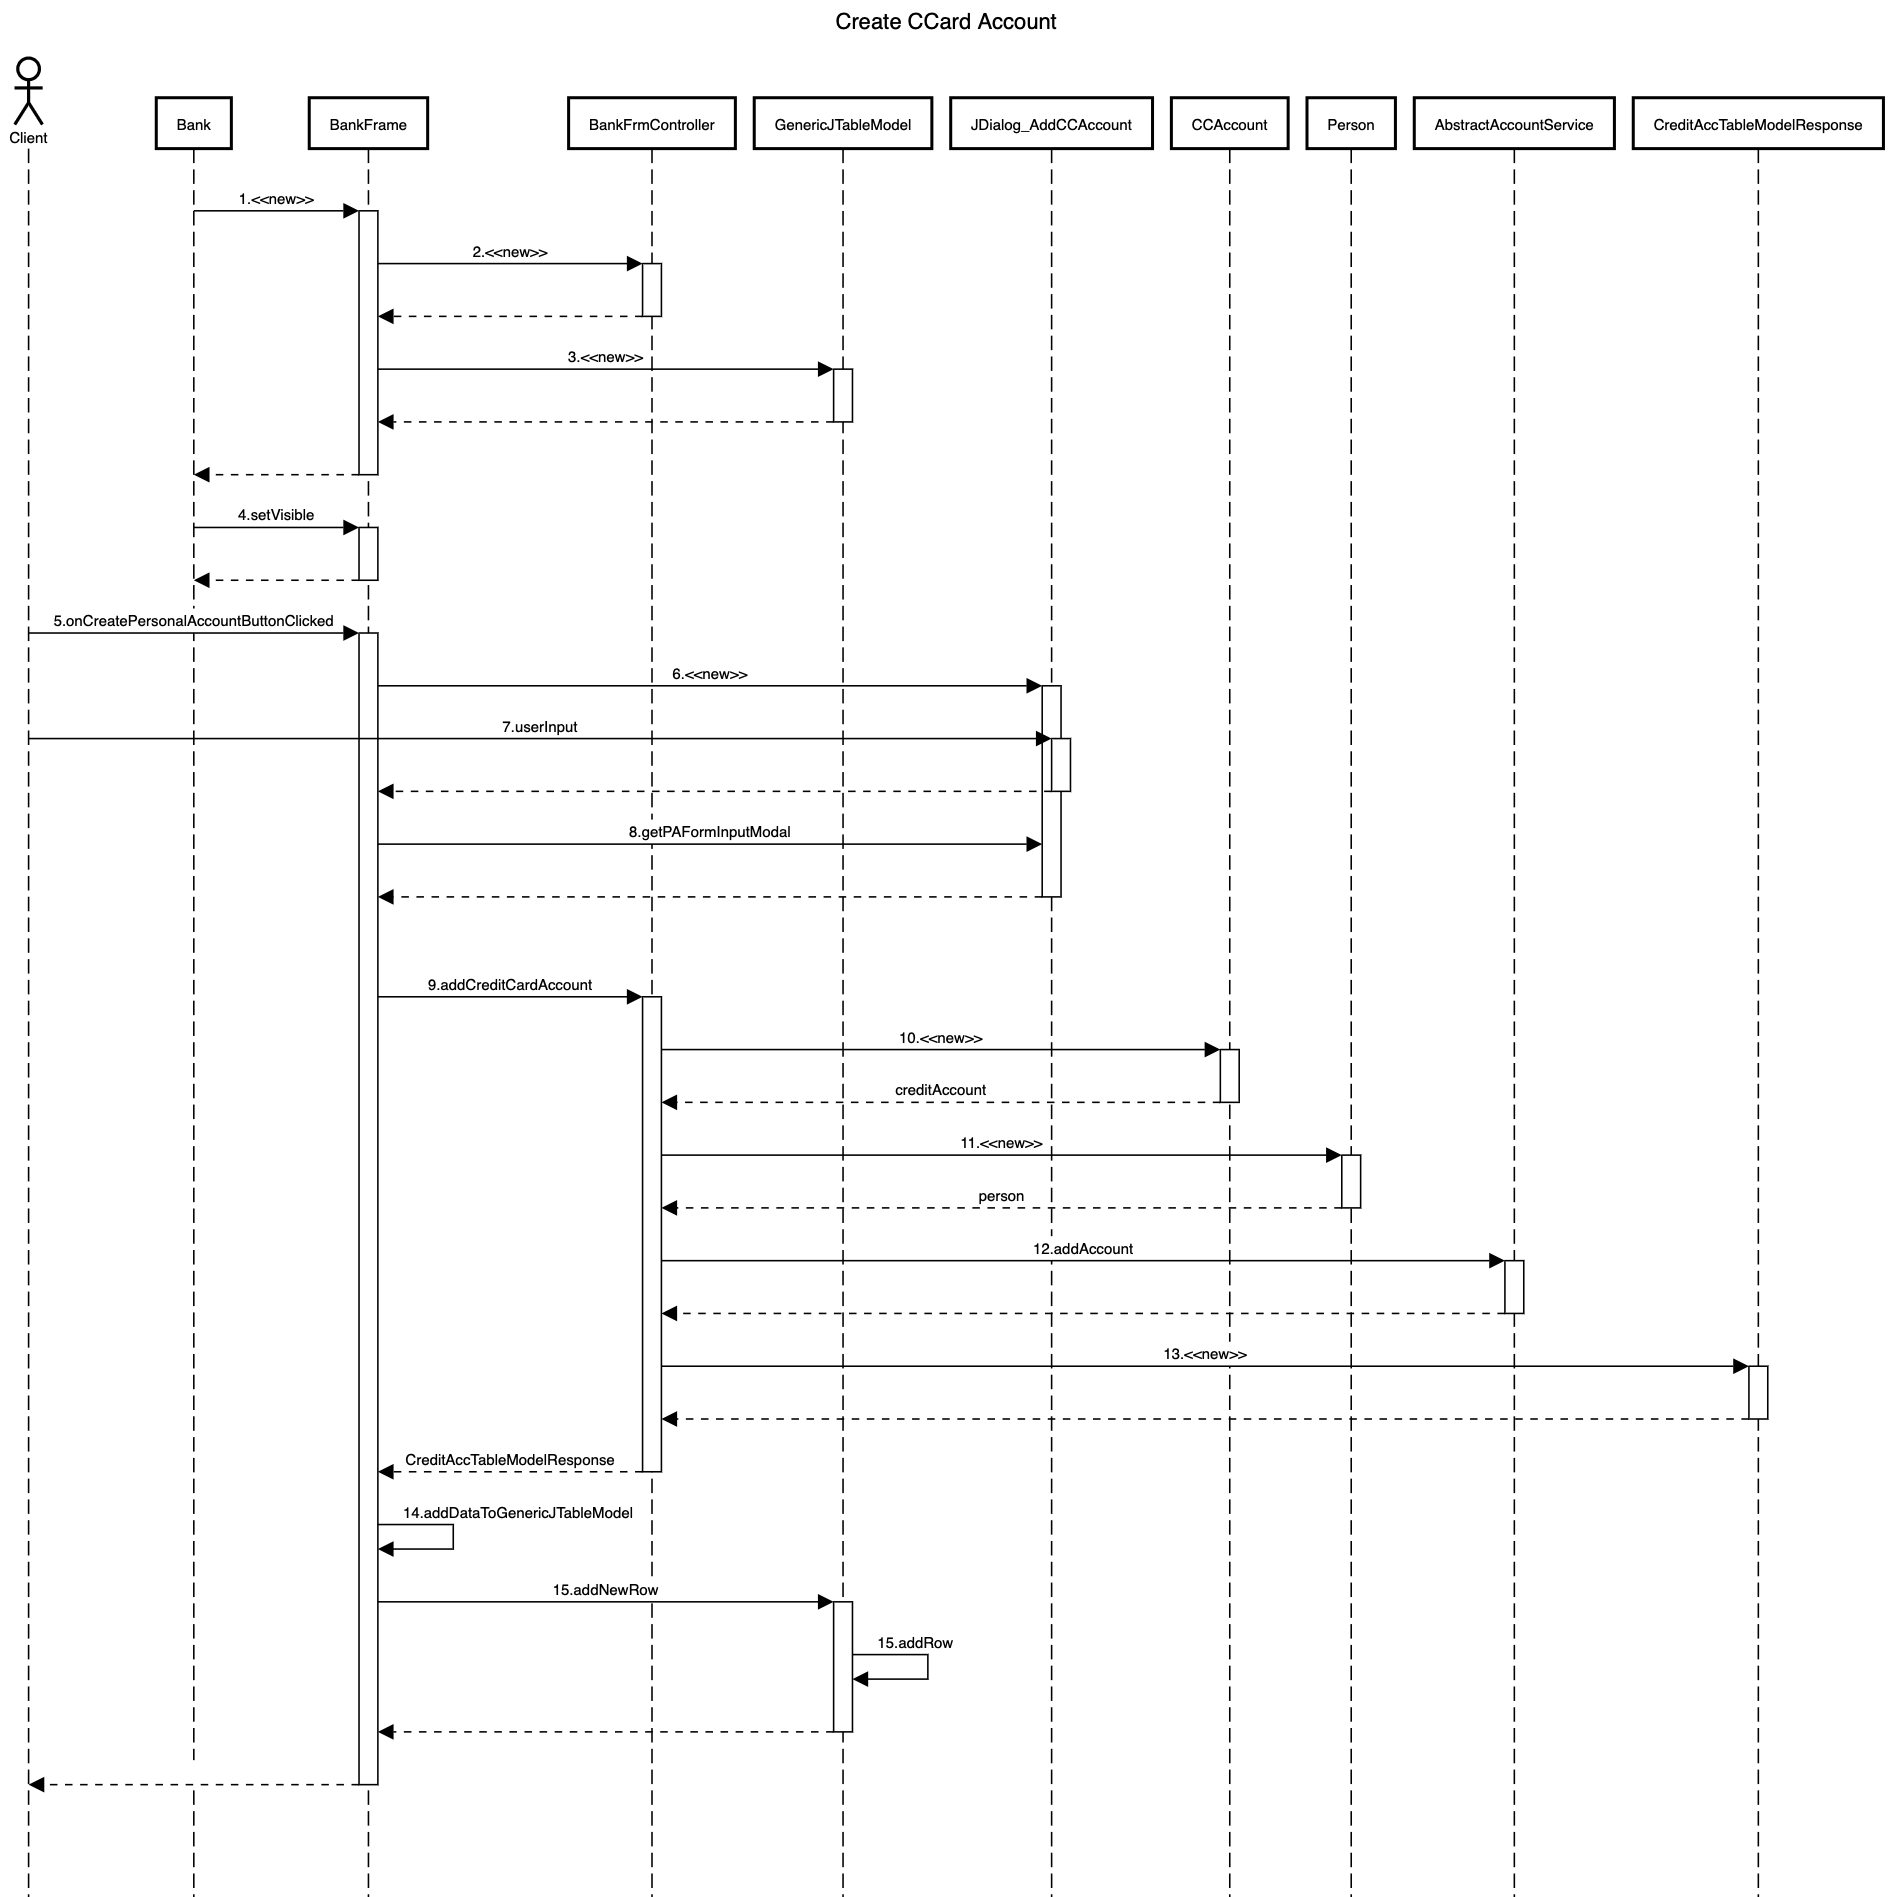 Create CCard Account
Client
Bank
BankFrame
BankFrmController
GenericJTableModel
JDialog_AddCCAccount
CCAccount
Person
AbstractAccountService
CreditAccTableModelResponse
1.<<new>>
2.<<new>>
3.<<new>>
4.setVisible
5.onCreatePersonalAccountButtonClicked
6.<<new>>
7.userInput
8.getPAFormInputModal
9.addCreditCardAccount
10.<<new>>
creditAccount
11.<<new>>
person
12.addAccount
13.<<new>>
CreditAccTableModelResponse
14.addDataToGenericJTableModel
15.addNewRow
15.addRow